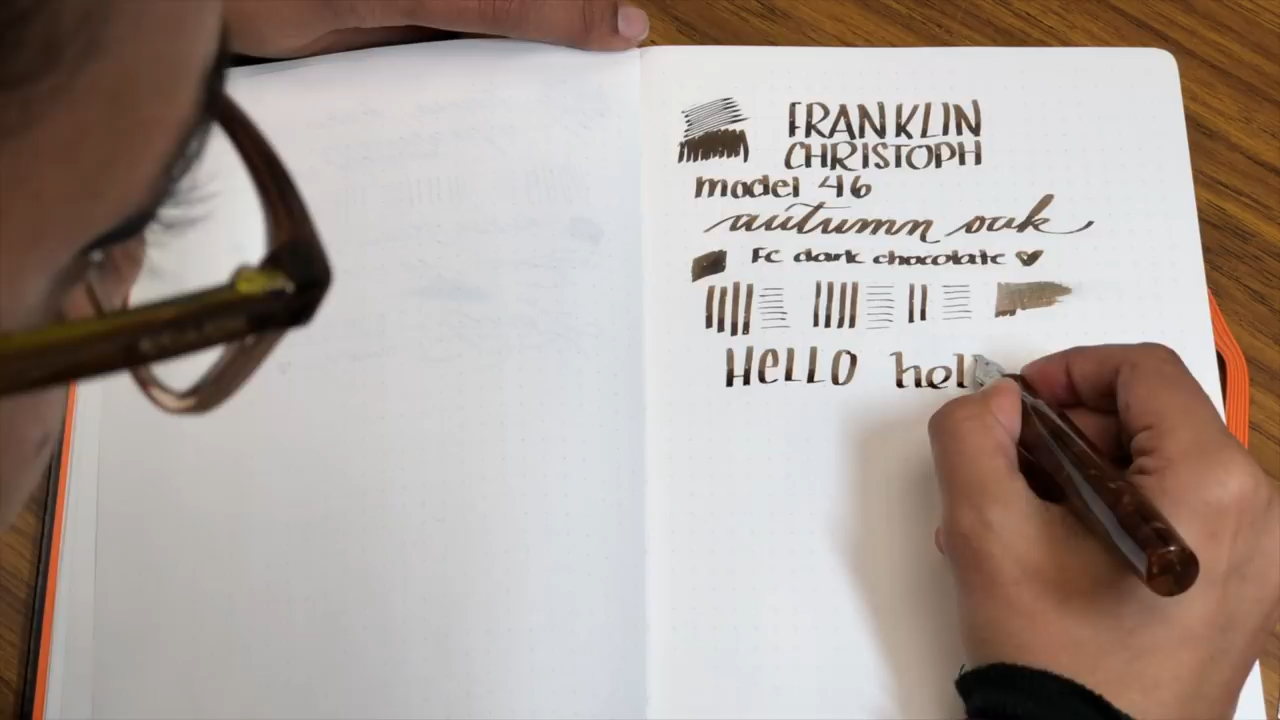 FRANKLIN
CHRISTOPH
model 46
autumn oak
FC dark chocolate
HELLO hel